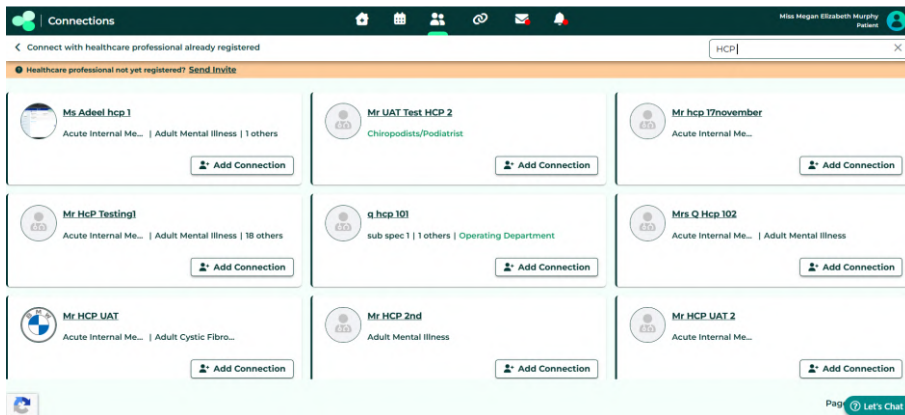 Connections
Miss Megan Elizabeth Murphy
Patient
Connect with healthcare professional already registered
HCP
Healthcare professional not yet registered? Send Invite
Ms Adeel hcp 1
Acute Internal Me... | Adult Mental Illness | 1 others
Add Connection
Mr UAT Test HCP 2
Chiropodists/Podiatrist
Add Connection
Mr hcp 17november
Acute Internal Me...
Add Connection
Mr HcP Testing1
Acute Internal Me... | Adult Mental Illness | 18 others
Add Connection
q hcp 101
sub spec 1 | 1 others | Operating Department
Add Connection
Mrs Q Hcp 102
Acute Internal Me... | Adult Mental Illness
Add Connection
BMW
Mr HCP UAT
Acute Internal Me... | Adult Cystic Fibro...
Add Connection
Mr HCP 2nd
Adult Mental Illness
Add Connection
Mr HCP UAT 2
Acute Internal Me...
Add Connection
Let's Chat